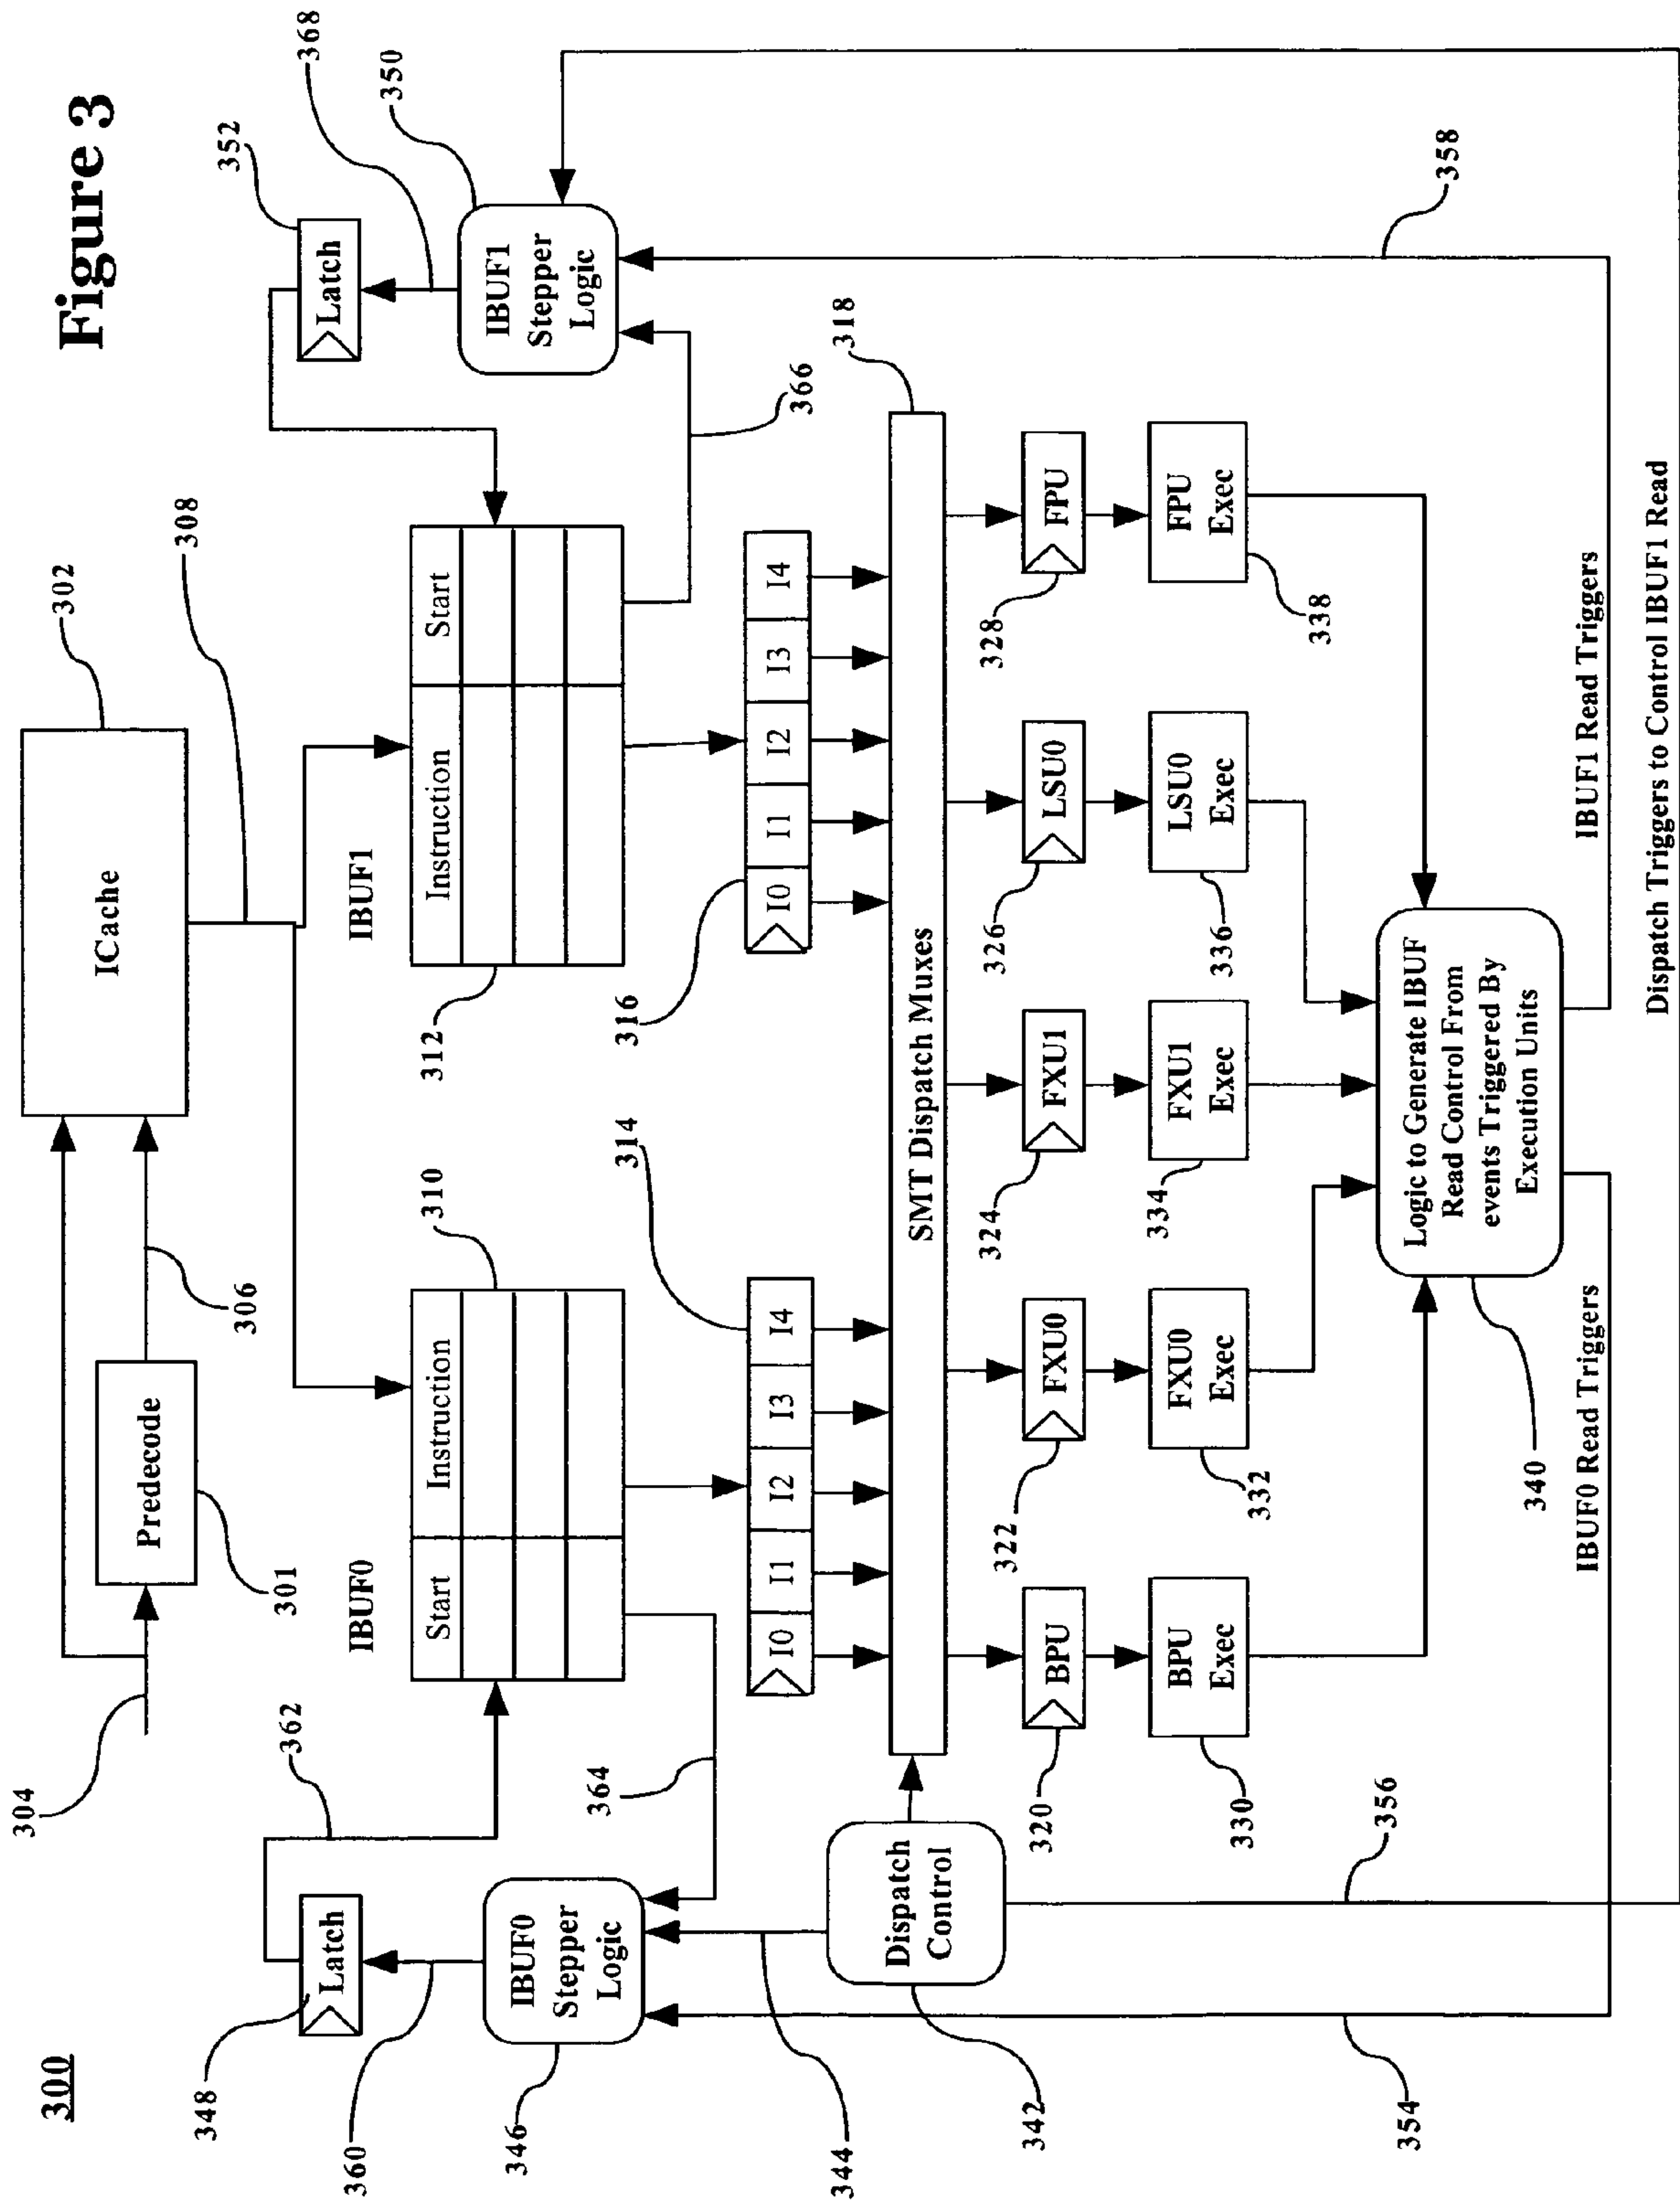 Figure 3
300
304
Predecode
301
306
ICache
302
308
348
Latch
362
360
IBUF0
Stepper
Logic
346
IBUF0
Start
Instruction
310
364
IBUF1
Instruction
Start
312
352
Latch
368
IBUF1
Stepper
Logic
350
366
344
I0
I1
I2
I3
I4
314
I0
I1
I2
I3
I4
316
Dispatch
Control
342
SMT Dispatch Muxes
318
320
BPU
322
FXU0
324
FXU1
326
LSU0
328
FPU
330
BPU
Exec
332
FXU0
Exec
334
FXU1
Exec
336
LSU0
Exec
338
FPU
Exec
Logic to Generate IBUF
Read Control From
events Triggered By
Execution Units
340
354
356
358
IBUF0 Read Triggers
IBUF1 Read Triggers
Dispatch Triggers to Control IBUF1 Read